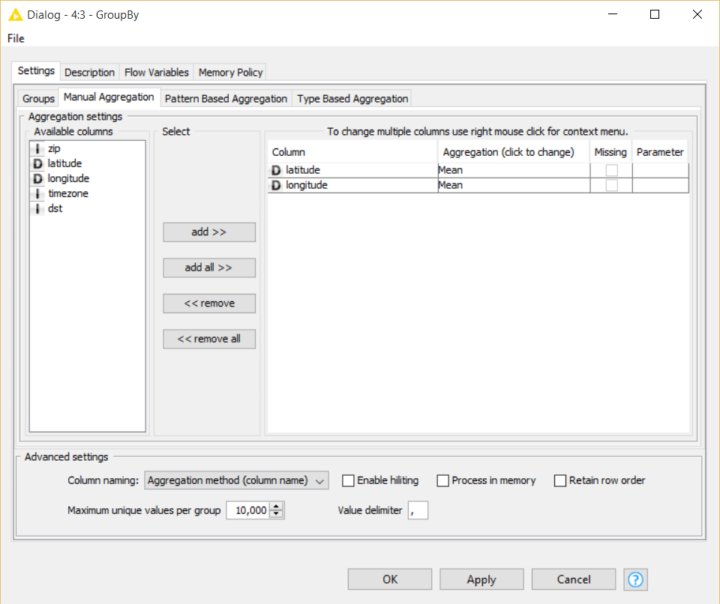 Dialog - 4:3 - GroupBy
File
Settings Description Flow Variables Memory Policy
Groups Manual Aggregation Pattern Based Aggregation Type Based Aggregation
Aggregation settings
Available columns
zip
D latitude
D longitude
timezone
dst
Select
add >>
add all >>
<< remove
<< remove all
To change multiple columns use right mouse click for context menu.
Column Aggregation (click to change) Missing Parameter
D latitude Mean
D longitude Mean
Advanced settings
Column naming: Aggregation method (column name) Enable hiliting Process in memory Retain row order
Maximum unique values per group 10,000 Value delimiter ,
OK Apply Cancel ?